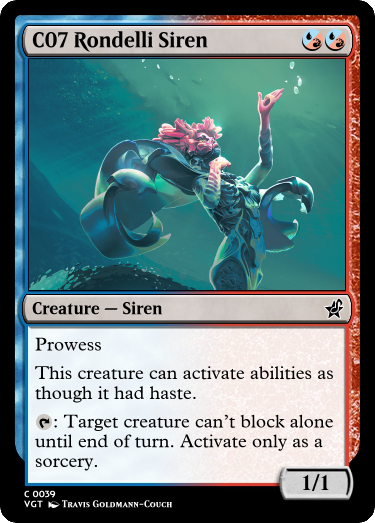 C07 Rondelli Siren
Creature — Siren
Prowess
This creature can activate abilities as
though it had haste.
: Target creature can't block alone
until end of turn. Activate only as a
sorcery.
1/1
C 0039
VGT Travis Goldmann-Couch